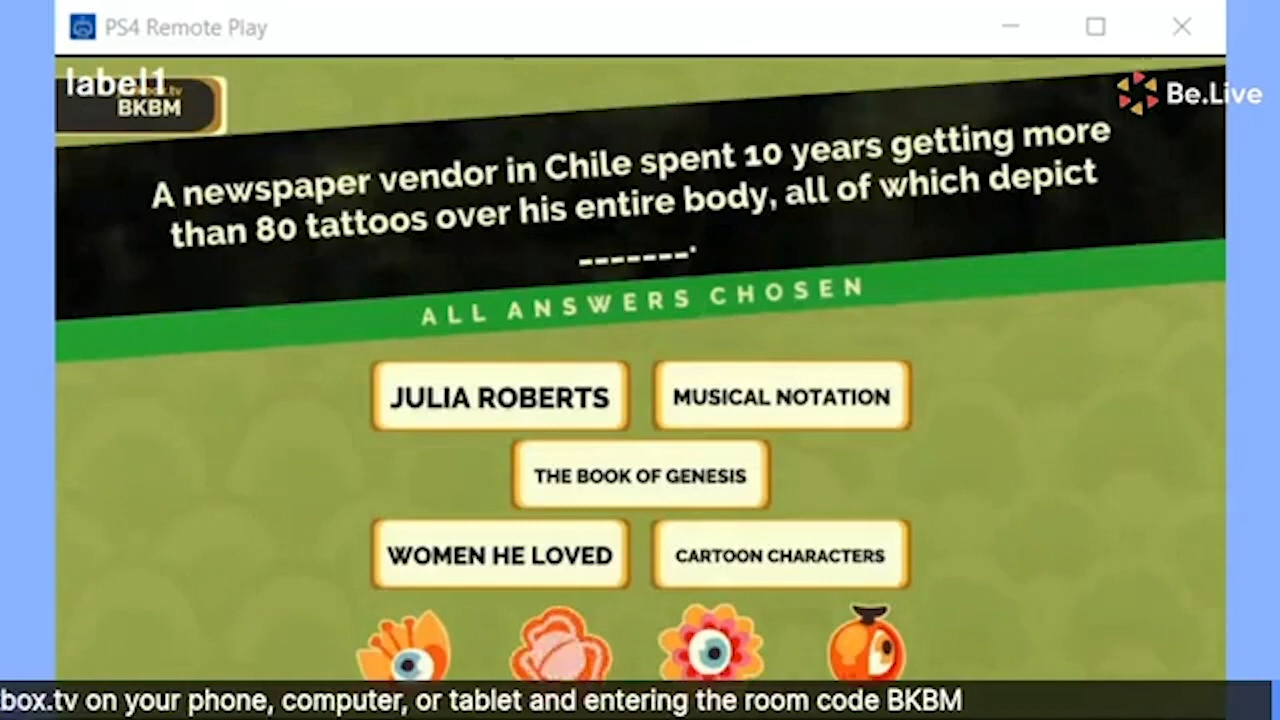 PS4 Remote Play
label1
BKBM
Be.Live
A newspaper vendor in Chile spent 10 years getting more
than 80 tattoos over his entire body, all of which depict
_______.
ALL ANSWERS CHOSEN
JULIA ROBERTS
MUSICAL NOTATION
THE BOOK OF GENESIS
WOMEN HE LOVED
CARTOON CHARACTERS
box.tv on your phone, computer, or tablet and entering the room code BKBM